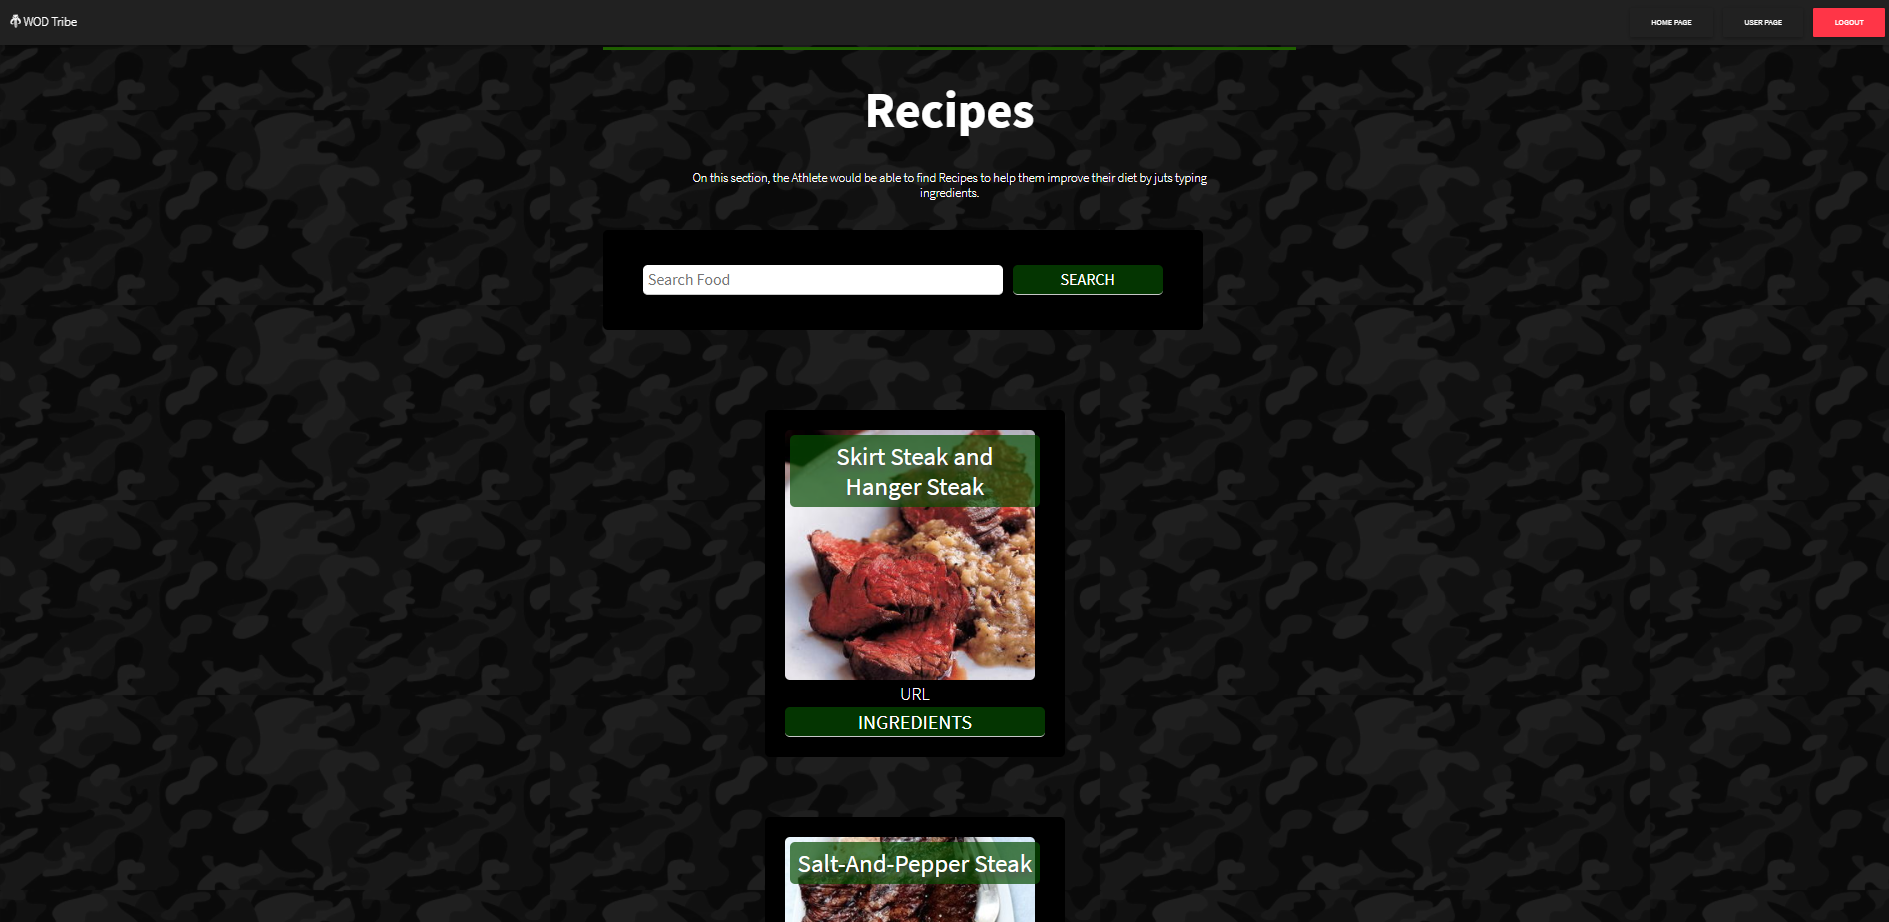 WOD Tribe
HOME PAGE
USER PAGE
LOGOUT
Recipes
On this section, the Athlete would be able to find Recipes to help them improve their diet by juts typing
ingredients.
Search Food
SEARCH
Skirt Steak and
Hanger Steak
URL
INGREDIENTS
Salt-And-Pepper Steak